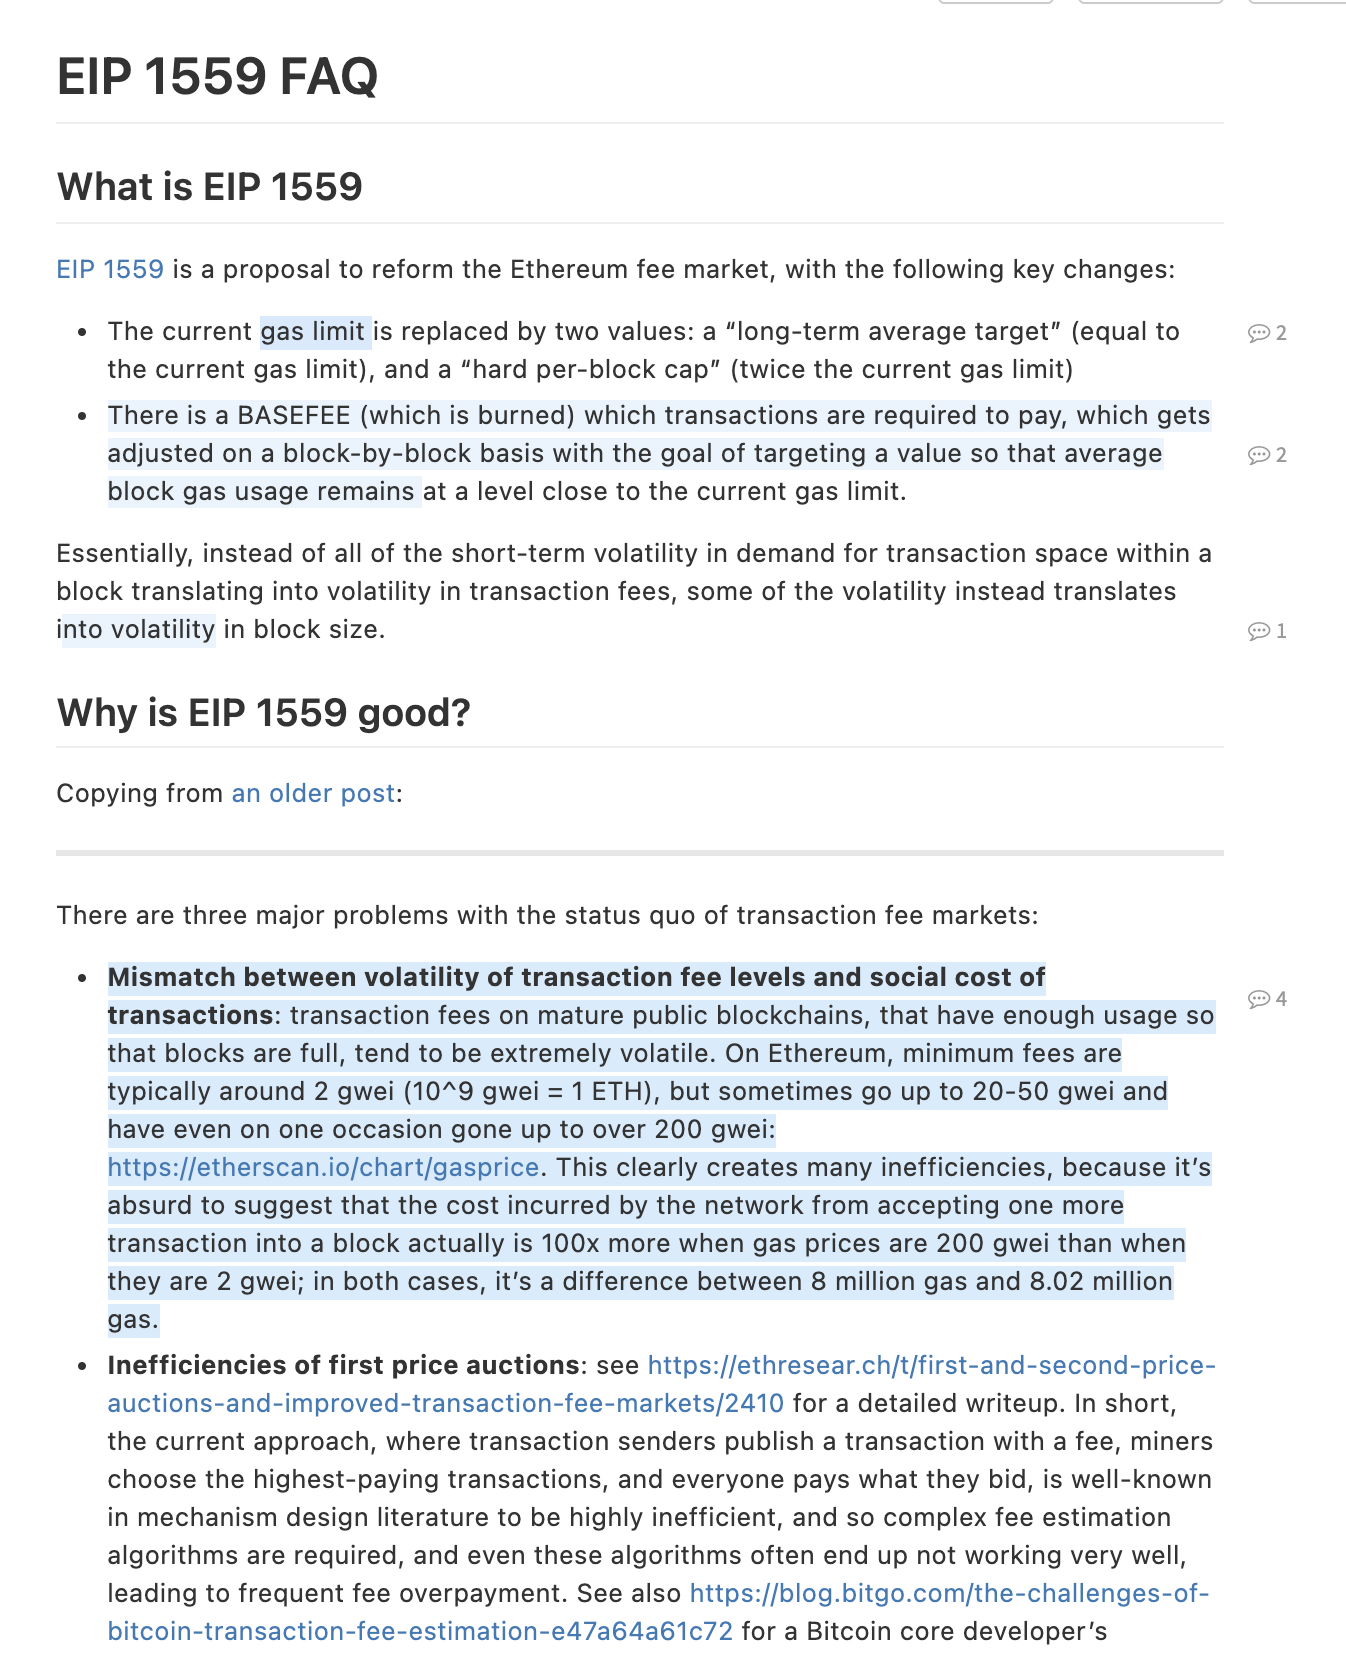 EIP 1559 FAQ
What is EIP 1559
EIP 1559 is a proposal to reform the Ethereum fee market, with the following key changes:
• The current gas limit is replaced by two values: a “long-term average target” (equal to
2
the current gas limit), and a “hard per-block cap” (twice the current gas limit)
• There is a BASEFEE (which is burned) which transactions are required to pay, which gets
adjusted on a block-by-block basis with the goal of targeting a value so that average
2
block gas usage remains at a level close to the current gas limit.
Essentially, instead of all of the short-term volatility in demand for transaction space within a
block translating into volatility in transaction fees, some of the volatility instead translates
into volatility in block size.
1
Why is EIP 1559 good?
Copying from an older post:
There are three major problems with the status quo of transaction fee markets:
• Mismatch between volatility of transaction fee levels and social cost of
4
transactions: transaction fees on mature public blockchains, that have enough usage so
that blocks are full, tend to be extremely volatile. On Ethereum, minimum fees are
typically around 2 gwei (10^9 gwei = 1 ETH), but sometimes go up to 20-50 gwei and
have even on one occasion gone up to over 200 gwei:
https://etherscan.io/chart/gasprice. This clearly creates many inefficiencies, because it’s
absurd to suggest that the cost incurred by the network from accepting one more
transaction into a block actually is 100x more when gas prices are 200 gwei than when
they are 2 gwei; in both cases, it’s a difference between 8 million gas and 8.02 million
gas.
• Inefficiencies of first price auctions: see https://ethresear.ch/t/first-and-second-price-
auctions-and-improved-transaction-fee-markets/2410 for a detailed writeup. In short,
the current approach, where transaction senders publish a transaction with a fee, miners
choose the highest-paying transactions, and everyone pays what they bid, is well-known
in mechanism design literature to be highly inefficient, and so complex fee estimation
algorithms are required, and even these algorithms often end up not working very well,
leading to frequent fee overpayment. See also https://blog.bitgo.com/the-challenges-of-
bitcoin-transaction-fee-estimation-e47a64a61c72 for a Bitcoin core developer’s